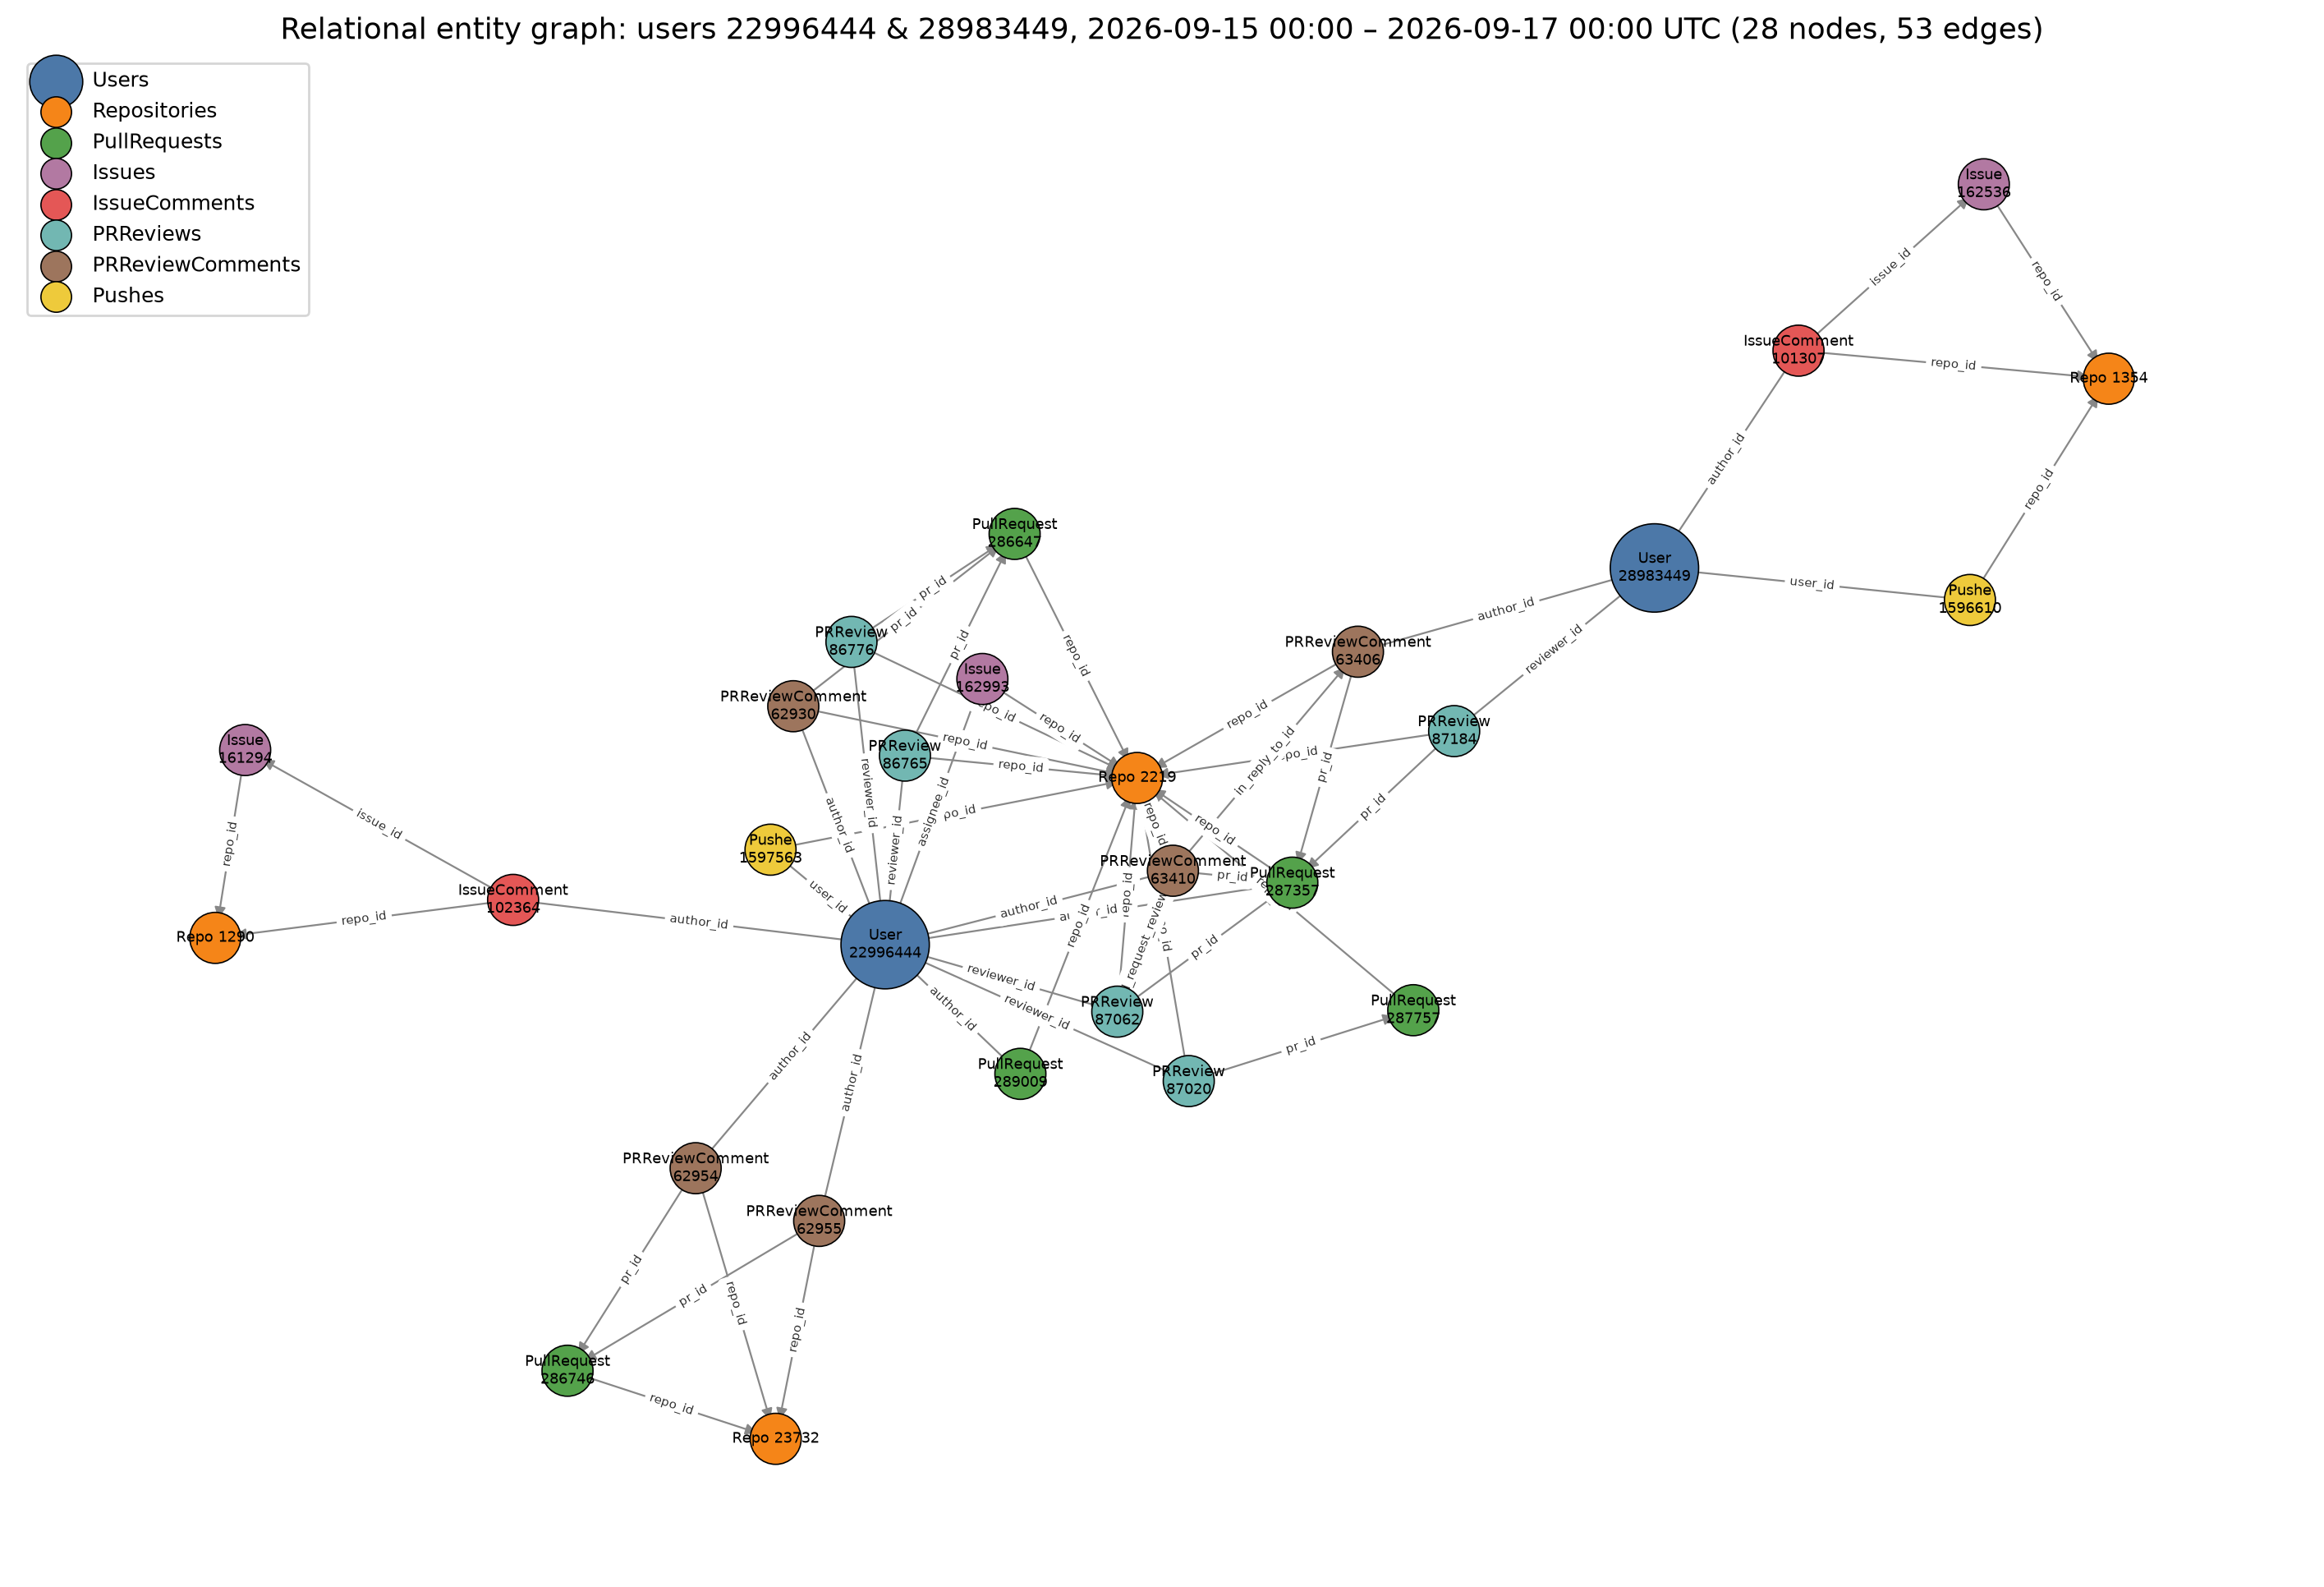 Relational entity graph: users 22996444 & 28983449, 2026-09-15 00:00 – 2026-09-17 00:00 UTC (28 nodes, 53 edges)
Users
Repositories
PullRequests
Issues
IssueComments
PRReviews
PRReviewComments
Pushes
Issue
162536
issue_id
repo_id
IssueComment
101307
repo_id
Repo 1354
author_id
repo_id
PullRequest
286647
User
28983449
user_id
Pushe
1596610
pr_id
pr_id
author_id
PRReview
86776
pr_id
repo_id
PRReviewComment
63406
reviewer_id
Issue
162993
PRReviewComment
62930
repo_id
repo_id
repo_id
PRReview
87184
Issue
161294
PRReview
86765
repo_id
repo_id
in_reply_to_id
pr_id
Repo 2219
reviewer_id
assignee_id
author_id
pr_id
issue_id
repo_id
repo_id
repo_id
Pushe
1597563
reviewer_id
PRReviewComment
63410
pr_id
PullRequest
287357
user_id
IssueComment
102364
repo_id
author_id
author_id
repo_id
Repo 1290
repo_id
User
22996444
pr_id
reviewer_id
reviewer_id
author_id
PRReview
87062
PullRequest
287757
author_id
author_id
PullRequest
289009
PRReview
87020
pr_id
PRReviewComment
62954
PRReviewComment
62955
pr_id
pr_id
repo_id
repo_id
PullRequest
286746
repo_id
Repo 23732